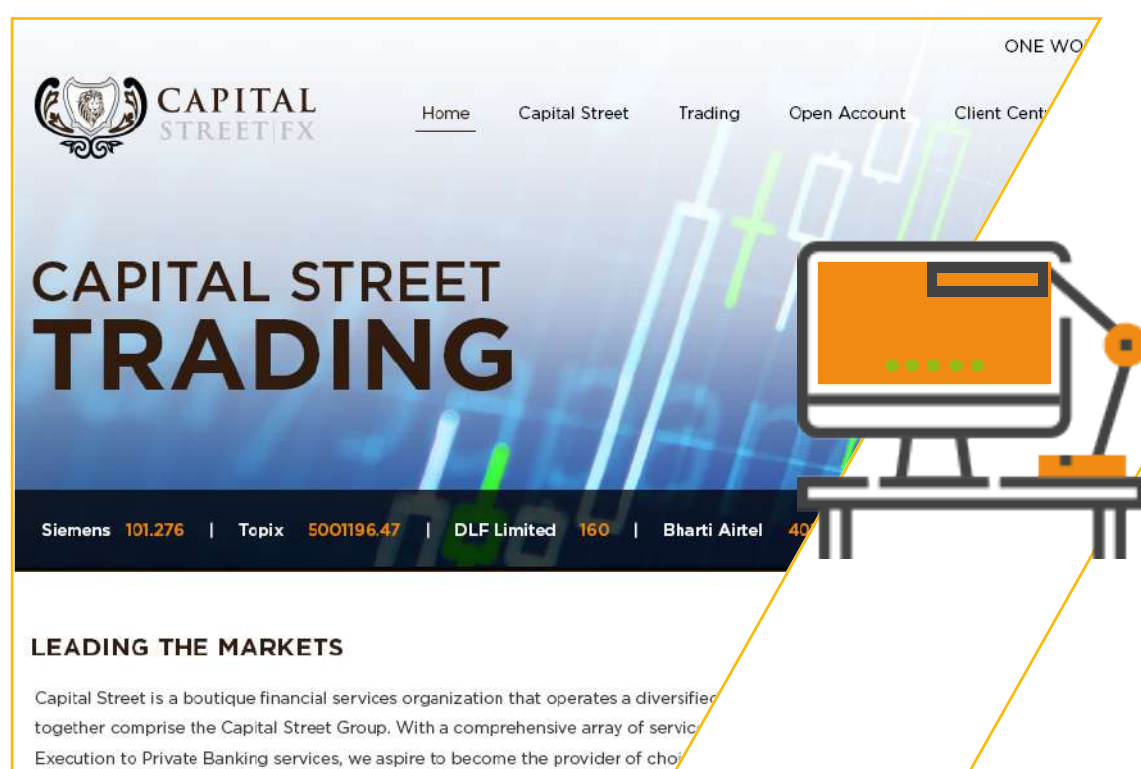 ONE WO
CAPITAL
STREET|FX
Home Capital Street Trading Open Account Client Cent
CAPITAL STREET
TRADING
Siemens 101.276 | Topix 5001196.47 | DLF Limited 160 | Bharti Airtel 40
LEADING THE MARKETS
Capital Street is a boutique financial services organization that operates a diversified
together comprise the Capital Street Group. With a comprehensive array of servic
Execution to Private Banking services, we aspire to become the provider of choi